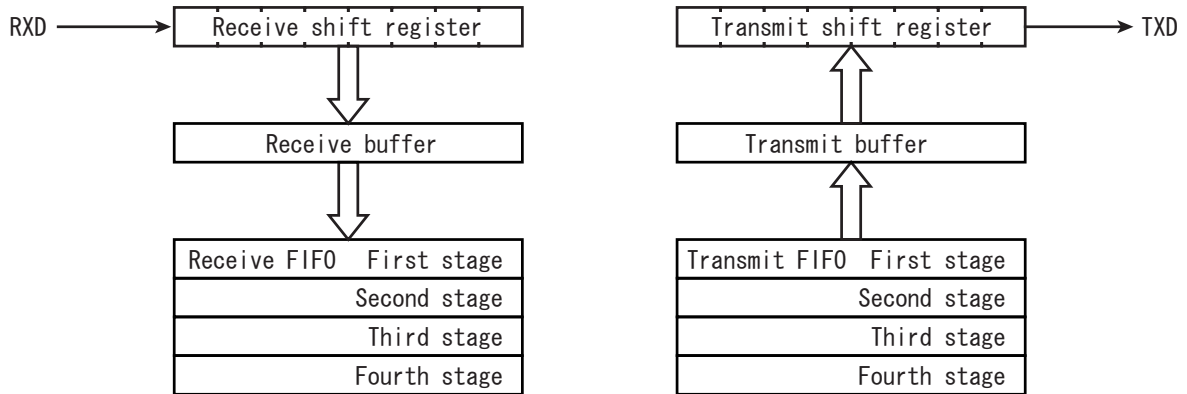 RXD
Receive shift register
Receive buffer
Receive FIFO First stage
Second stage
Third stage
Fourth stage
Transmit shift register
TXD
Transmit buffer
Transmit FIFO First stage
Second stage
Third stage
Fourth stage